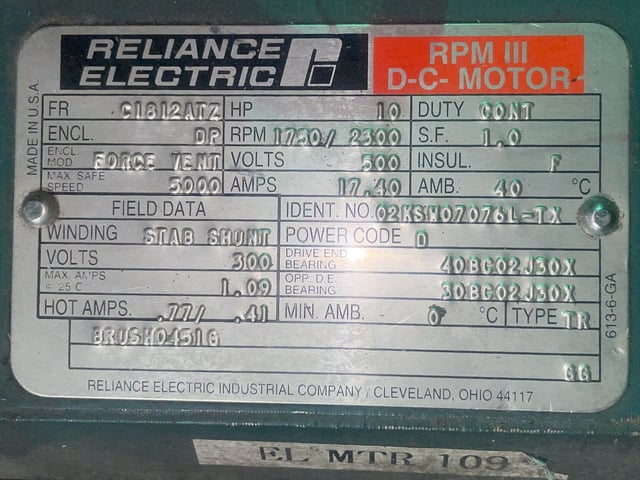 RELIANCE ELECTRIC
RPM III
D-C- MOTOR
MADE IN U.S.A.
FR C1812ATZ HP 10 DUTY CONT
ENCL. DP RPM 1750// 2300 S.F. 1.0
ENCL MOD. FORCE VENT VOLTS 500 INSUL. F
MAX SAFE SPEED 5000 AMPS 17.40 AMB. 40 °C
FIELD DATA IDENT. NO. 02KSH07076L-TX
WINDING STAB SHUNT POWER CODE D
VOLTS 300 DRIVE END BEARING 40BC02J30X
MAX. AMPS @ 25 C 1.09 OPP. D.E. BEARING 30BC02J30X
HOT AMPS. .77/ .41 MIN. AMB. 0 °C TYPE TR
BRUSH0451G
GG
613-6-GA
RELIANCE ELECTRIC INDUSTRIAL COMPANY / CLEVELAND, OHIO 44117
EL MTR 109